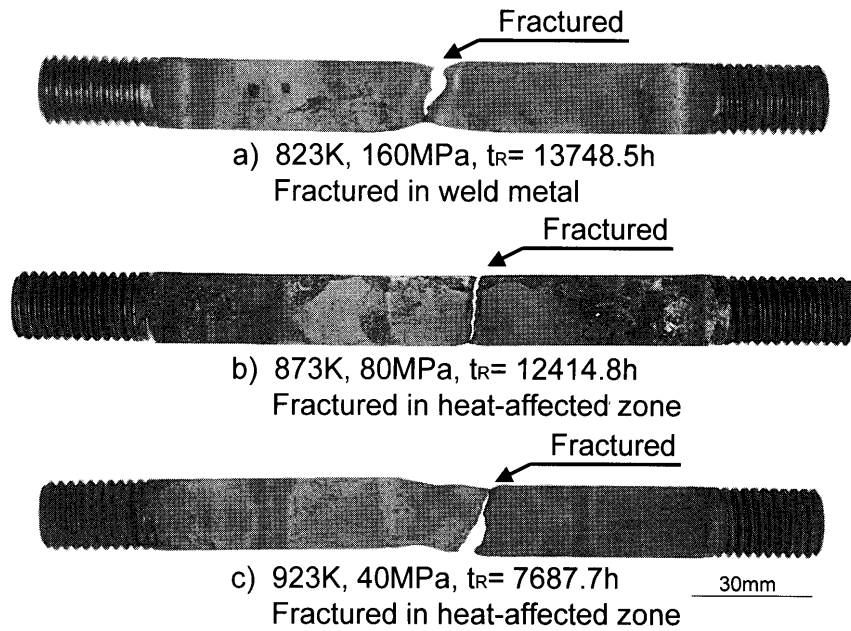 Fractured
a) 823K, 160MPa, tR= 13748.5h
Fractured in weld metal
Fractured
b) 873K, 80MPa, tR= 12414.8h
Fractured in heat-affected zone
Fractured
c) 923K, 40MPa, tR= 7687.7h
30mm
Fractured in heat-affected zone